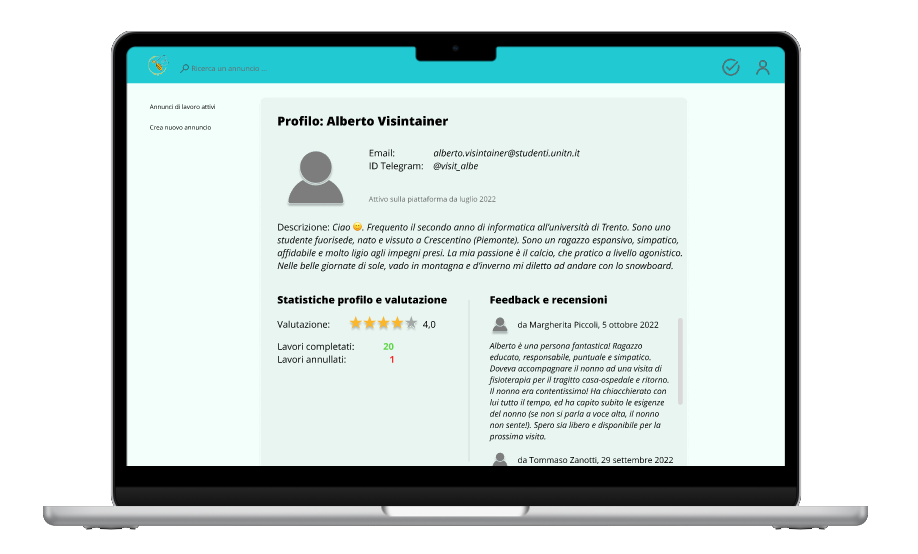 Ricerca un annuncio ...
Annunci di lavoro attivi
Crea nuovo annuncio
Profilo: Alberto Visintainer
Email: alberto.visintainer@studenti.unitn.it
ID Telegram: @visit_albe
Attivo sulla piattaforma da luglio 2022
Descrizione: Ciao 😊. Frequento il secondo anno di informatica all'università di Trento. Sono uno
studente fuorisede, nato e vissuto a Crescentino (Piemonte). Sono un ragazzo espansivo, simpatico,
affidabile e molto ligio agli impegni presi. La mia passione è il calcio, che pratico a livello agonistico.
Nelle belle giornate di sole, vado in montagna e d'inverno mi diletto ad andare con lo snowboard.
Statistiche profilo e valutazione
Valutazione: 4,0
Lavori completati: 20
Lavori annullati: 1
Feedback e recensioni
da Margherita Piccoli, 5 ottobre 2022
Alberto è una persona fantastica! Ragazzo
educato, responsabile, puntuale e simpatico.
Doveva accompagnare il nonno ad una visita di
fisioterapia per il tragitto casa-ospedale e ritorno.
Il nonno era contentissimo! Ha chiacchierato con
lui tutto il tempo, ed ha capito subito le esigenze
del nonno (se non si parla a voce alta, il nonno
non sente!). Spero sia libero e disponibile per la
prossima visita.
da Tommaso Zanotti, 29 settembre 2022